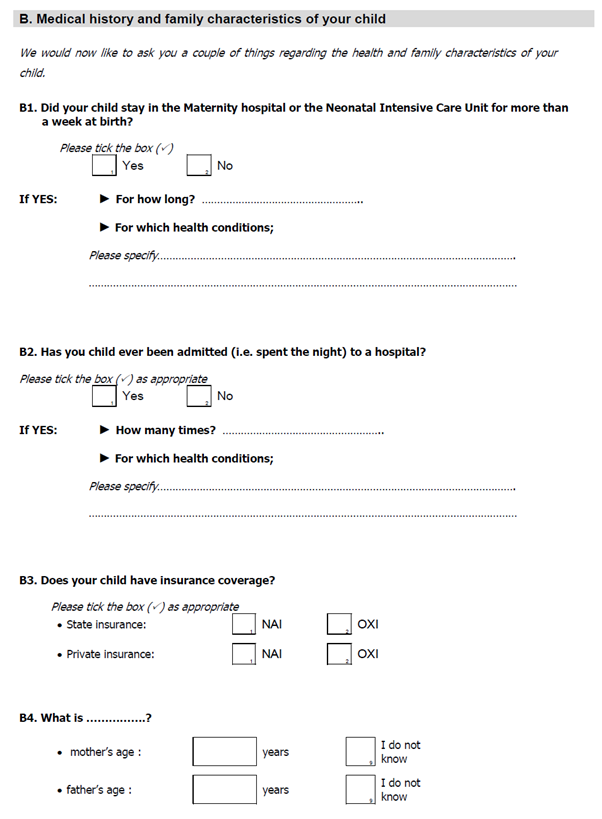 B. Medical history and family characteristics of your child
We would now like to ask you a couple of things regarding the health and family characteristics of your
child.
B1. Did your child stay in the Maternity hospital or the Neonatal Intensive Care Unit for more than
a week at birth?
Please tick the box (✓)
1 Yes 2 No
If YES: ► For how long? ......................................................
► For which health conditions;
Please specify......................................................................................................................
..............................................................................................................................................
B2. Has you child ever been admitted (i.e. spent the night) to a hospital?
Please tick the box (✓) as appropriate
1 Yes 2 No
If YES: ► How many times? ......................................................
► For which health conditions;
Please specify......................................................................................................................
..............................................................................................................................................
B3. Does your child have insurance coverage?
Please tick the box (✓) as appropriate
• State insurance: 1 NAI 2 OXI
• Private insurance: 1 NAI 2 OXI
B4. What is ................?
• mother's age : years 9 I do not
know
• father's age : years 9 I do not
know